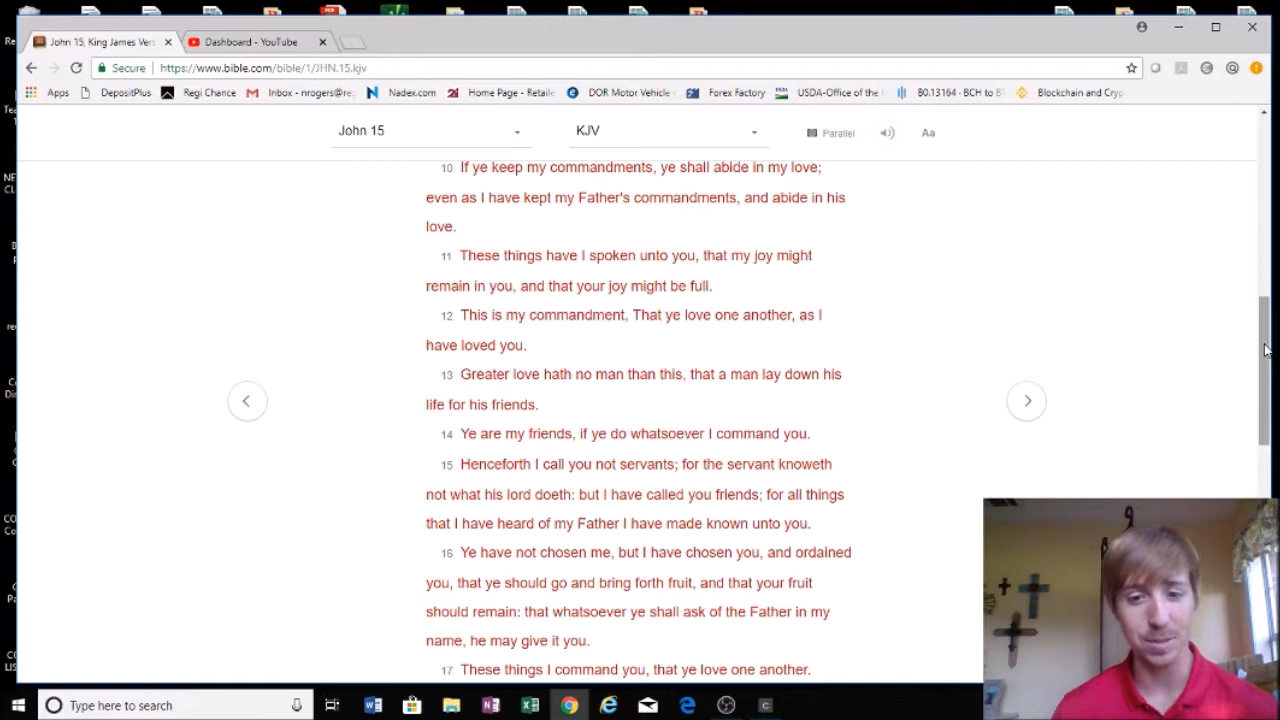 John 15, King James Vers
Dashboard - YouTube
Secure
https://www.bible.com/bible/1/JHN.15.kjv
Apps
DepositPlus
Regi Chance
Inbox - nrogers@re
Nadex.com
Home Page - Retaile
DOR Motor Vehicle
Forex Factory
USDA-Office of the
B0.13164 - BCH to B
Blockchain and Cryp
John 15
KJV
Parallel
Aa
10 If ye keep my commandments, ye shall abide in my love;
even as I have kept my Father's commandments, and abide in his
love.
11 These things have I spoken unto you, that my joy might
remain in you, and that your joy might be full.
12 This is my commandment, That ye love one another, as I
have loved you.
13 Greater love hath no man than this, that a man lay down his
life for his friends.
14 Ye are my friends, if ye do whatsoever I command you.
15 Henceforth I call you not servants; for the servant knoweth
not what his lord doeth: but I have called you friends; for all things
that I have heard of my Father I have made known unto you.
16 Ye have not chosen me, but I have chosen you, and ordained
you, that ye should go and bring forth fruit, and that your fruit
should remain: that whatsoever ye shall ask of the Father in my
name, he may give it you.
17 These things I command you, that ye love one another.
Type here to search